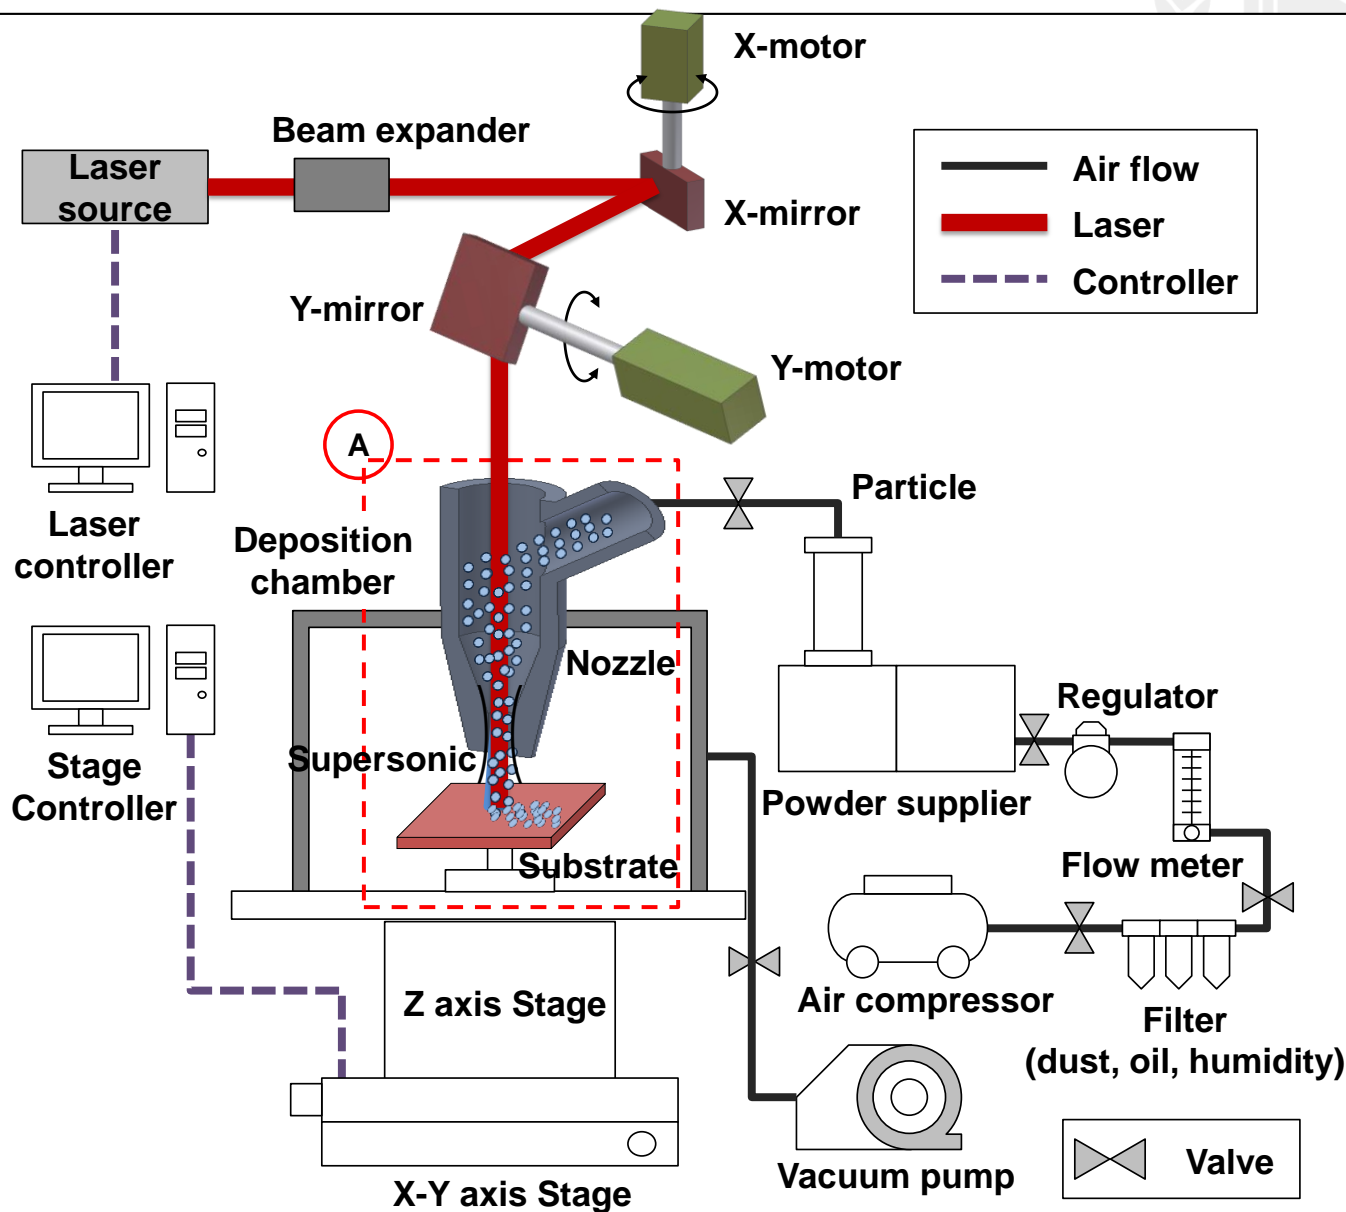 X-motor
Beam expander
Laser
source
X-mirror
Air flow
Laser
Controller
Y-mirror
Y-motor
A
Particle
Laser
controller
Deposition
chamber
Nozzle
Regulator
Supersonic
Stage
Controller
Powder supplier
Flow meter
Substrate
Air compressor
Z axis Stage
Filter
(dust, oil, humidity)
Vacuum pump
Valve
X-Y axis Stage